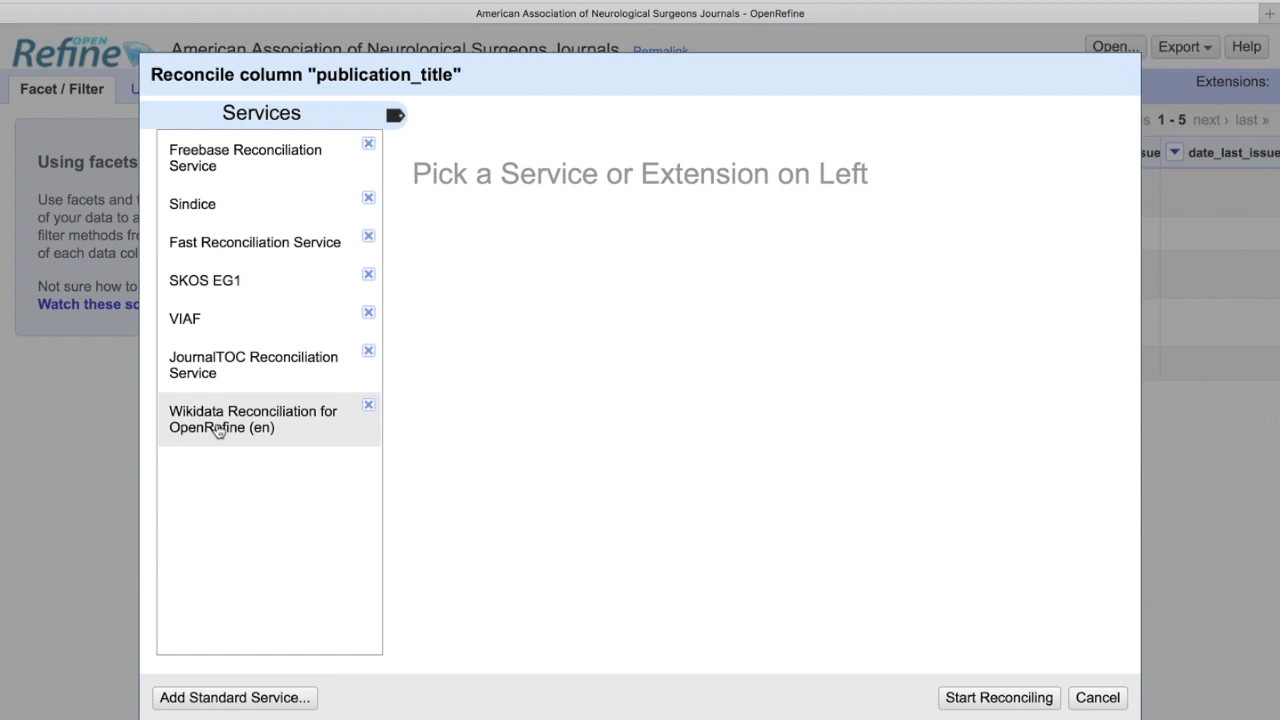 American Association of Neurological Surgeons Journals - OpenRefine
OPEN
Refine
American Association of Neurological Surgeons Journals Permalink
Open... Export Help
Reconcile column "publication_title"
Facet / Filter U
Extensions:
Services
s 1 - 5 next › last »
Freebase Reconciliation
Service
Pick a Service or Extension on Left
sue date_last_issue
Using facets
Use facets and f
of your data to a
filter methods fro
of each data col
Not sure how to
Watch these sc
Sindice
Fast Reconciliation Service
SKOS EG1
VIAF
JournalTOC Reconciliation
Service
Wikidata Reconciliation for
OpenRefine (en)
Add Standard Service...
Start Reconciling Cancel